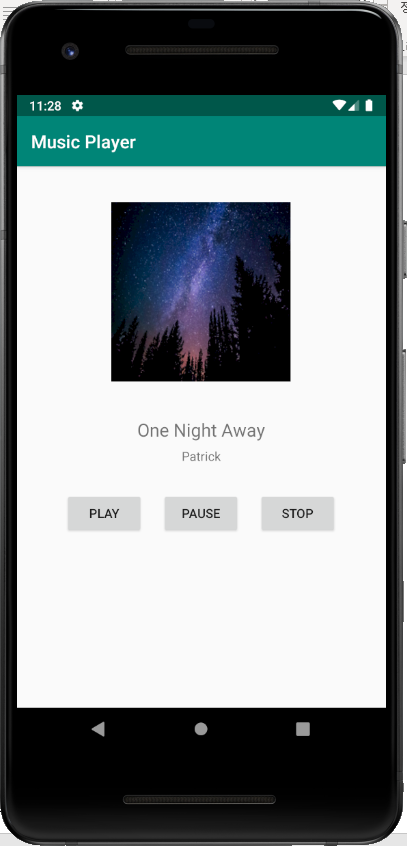 11:28
Music Player
One Night Away
Patrick
PLAY PAUSE STOP